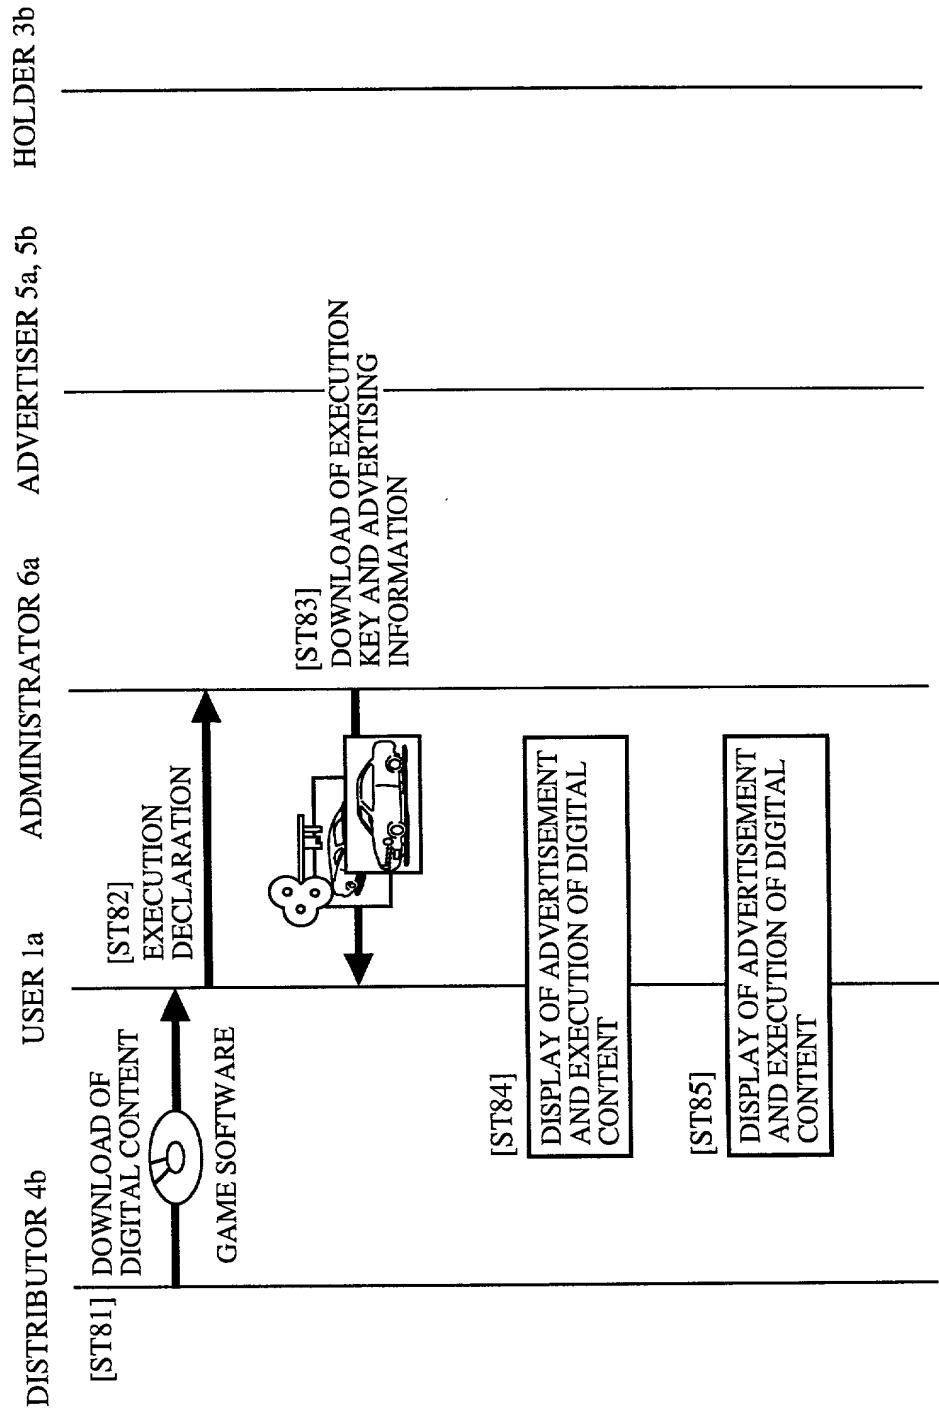 DISTRIBUTOR 4b
USER 1a
ADMINISTRATOR 6a
ADVERTISER 5a, 5b
HOLDER 3b
[ST81]
DOWNLOAD OF
DIGITAL CONTENT
GAME SOFTWARE
[ST82]
EXECUTION
DECLARATION
[ST83]
DOWNLOAD OF EXECUTION
KEY AND ADVERTISING
INFORMATION
[ST84]
DISPLAY OF ADVERTISEMENT
AND EXECUTION OF DIGITAL
CONTENT
[ST85]
DISPLAY OF ADVERTISEMENT
AND EXECUTION OF DIGITAL
CONTENT